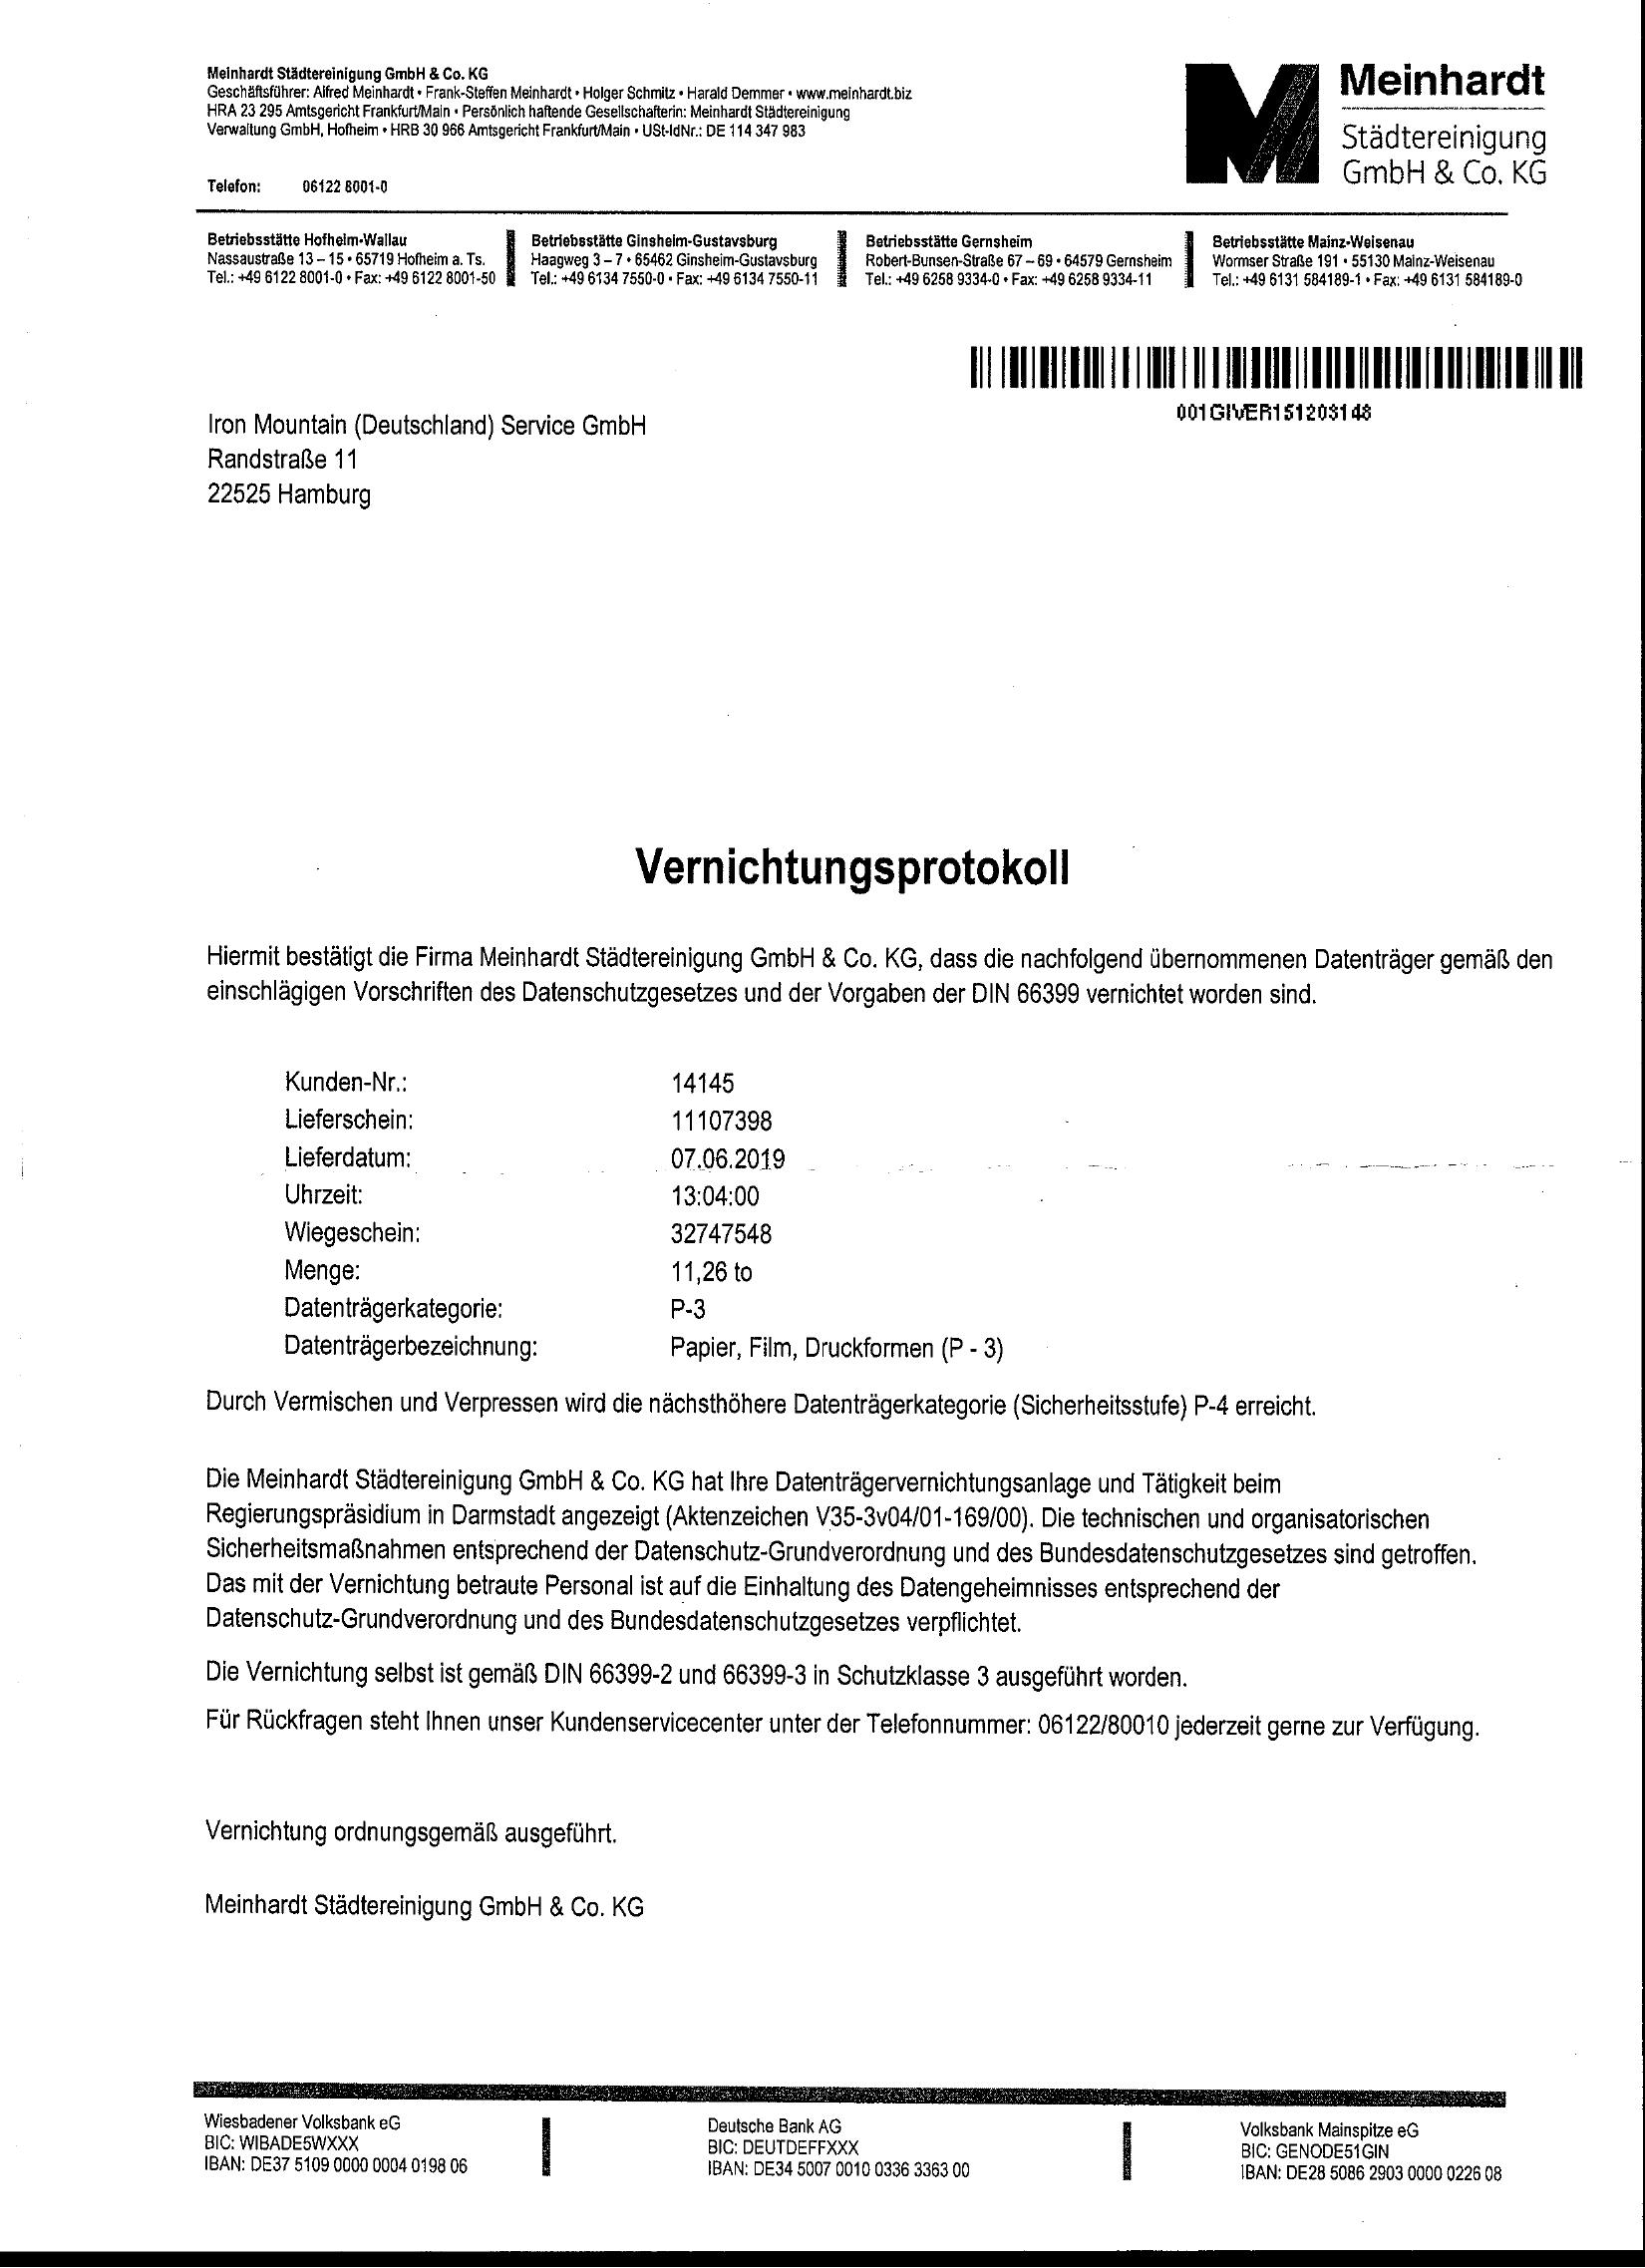 Meinhardt Städtereinigung GmbH & Co. KG
Geschäftsführer: Alfred Meinhardt • Frank-Steffen Meinhardt • Holger Schmitz • Harald Demmer • www.meinhardt.biz
HRA 23 295 Amtsgericht Frankfurt/Main • Persönlich haftende Gesellschafterin: Meinhardt Städtereinigung
Verwaltung GmbH, Hofheim • HRB 30 966 Amtsgericht Frankfurt/Main • USt-IdNr.: DE 114 347 983
Telefon: 06122 8001-0
Meinhardt
Städtereinigung
GmbH & Co. KG
Betriebsstätte Hofheim-Wallau
Nassaustraße 13 – 15 • 65719 Hofheim a. Ts.
Tel.: +49 6122 8001-0 • Fax: +49 6122 8001-50
Betriebsstätte Ginsheim-Gustavsburg
Haagweg 3 – 7 • 65462 Ginsheim-Gustavsburg
Tel.: +49 6134 7550-0 • Fax: +49 6134 7550-11
Betriebsstätte Gernsheim
Robert-Bunsen-Straße 67 – 69 • 64579 Gernsheim
Tel.: +49 6258 9334-0 • Fax: +49 6258 9334-11
Betriebsstätte Mainz-Weisenau
Wormser Straße 191 • 55130 Mainz-Weisenau
Tel.: +49 6131 584189-1 • Fax: +49 6131 584189-0
001GIVER151203148
Iron Mountain (Deutschland) Service GmbH
Randstraße 11
22525 Hamburg
Vernichtungsprotokoll
Hiermit bestätigt die Firma Meinhardt Städtereinigung GmbH & Co. KG, dass die nachfolgend übernommenen Datenträger gemäß den
einschlägigen Vorschriften des Datenschutzgesetzes und der Vorgaben der DIN 66399 vernichtet worden sind.
Kunden-Nr.: 14145
Lieferschein: 11107398
Lieferdatum: 07.06.2019
Uhrzeit: 13:04:00
Wiegeschein: 32747548
Menge: 11,26 to
Datenträgerkategorie: P-3
Datenträgerbezeichnung: Papier, Film, Druckformen (P - 3)
Durch Vermischen und Verpressen wird die nächsthöhere Datenträgerkategorie (Sicherheitsstufe) P-4 erreicht.
Die Meinhardt Städtereinigung GmbH & Co. KG hat Ihre Datenträgervernichtungsanlage und Tätigkeit beim
Regierungspräsidium in Darmstadt angezeigt (Aktenzeichen V35-3v04/01-169/00). Die technischen und organisatorischen
Sicherheitsmaßnahmen entsprechend der Datenschutz-Grundverordnung und des Bundesdatenschutzgesetzes sind getroffen.
Das mit der Vernichtung betraute Personal ist auf die Einhaltung des Datengeheimnisses entsprechend der
Datenschutz-Grundverordnung und des Bundesdatenschutzgesetzes verpflichtet.
Die Vernichtung selbst ist gemäß DIN 66399-2 und 66399-3 in Schutzklasse 3 ausgeführt worden.
Für Rückfragen steht Ihnen unser Kundenservicecenter unter der Telefonnummer: 06122/80010 jederzeit gerne zur Verfügung.
Vernichtung ordnungsgemäß ausgeführt.
Meinhardt Städtereinigung GmbH & Co. KG
Wiesbadener Volksbank eG
BIC: WIBADE5WXXX
IBAN: DE37 5109 0000 0004 0198 06
Deutsche Bank AG
BIC: DEUTDEFFXXX
IBAN: DE34 5007 0010 0336 3363 00
Volksbank Mainspitze eG
BIC: GENODE51GIN
IBAN: DE28 5086 2903 0000 0226 08